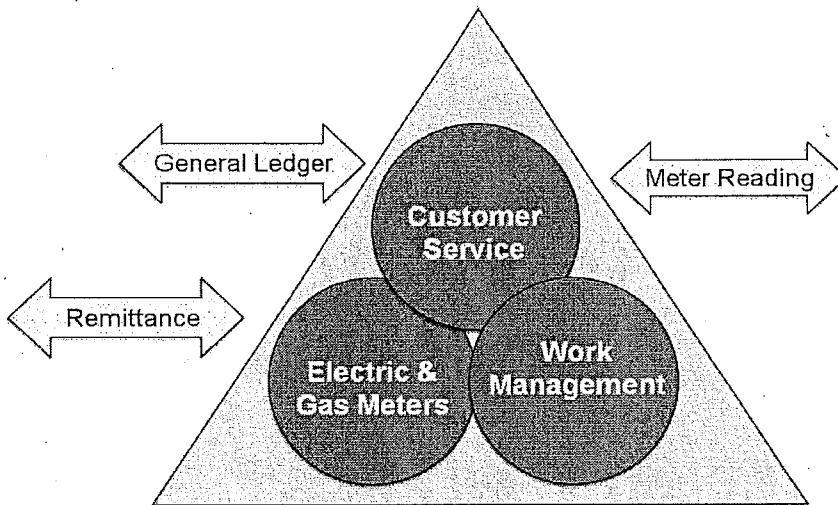 General Ledger
Meter Reading
Customer
Service
Remittance
Electric &
Gas Meters
Work
Management